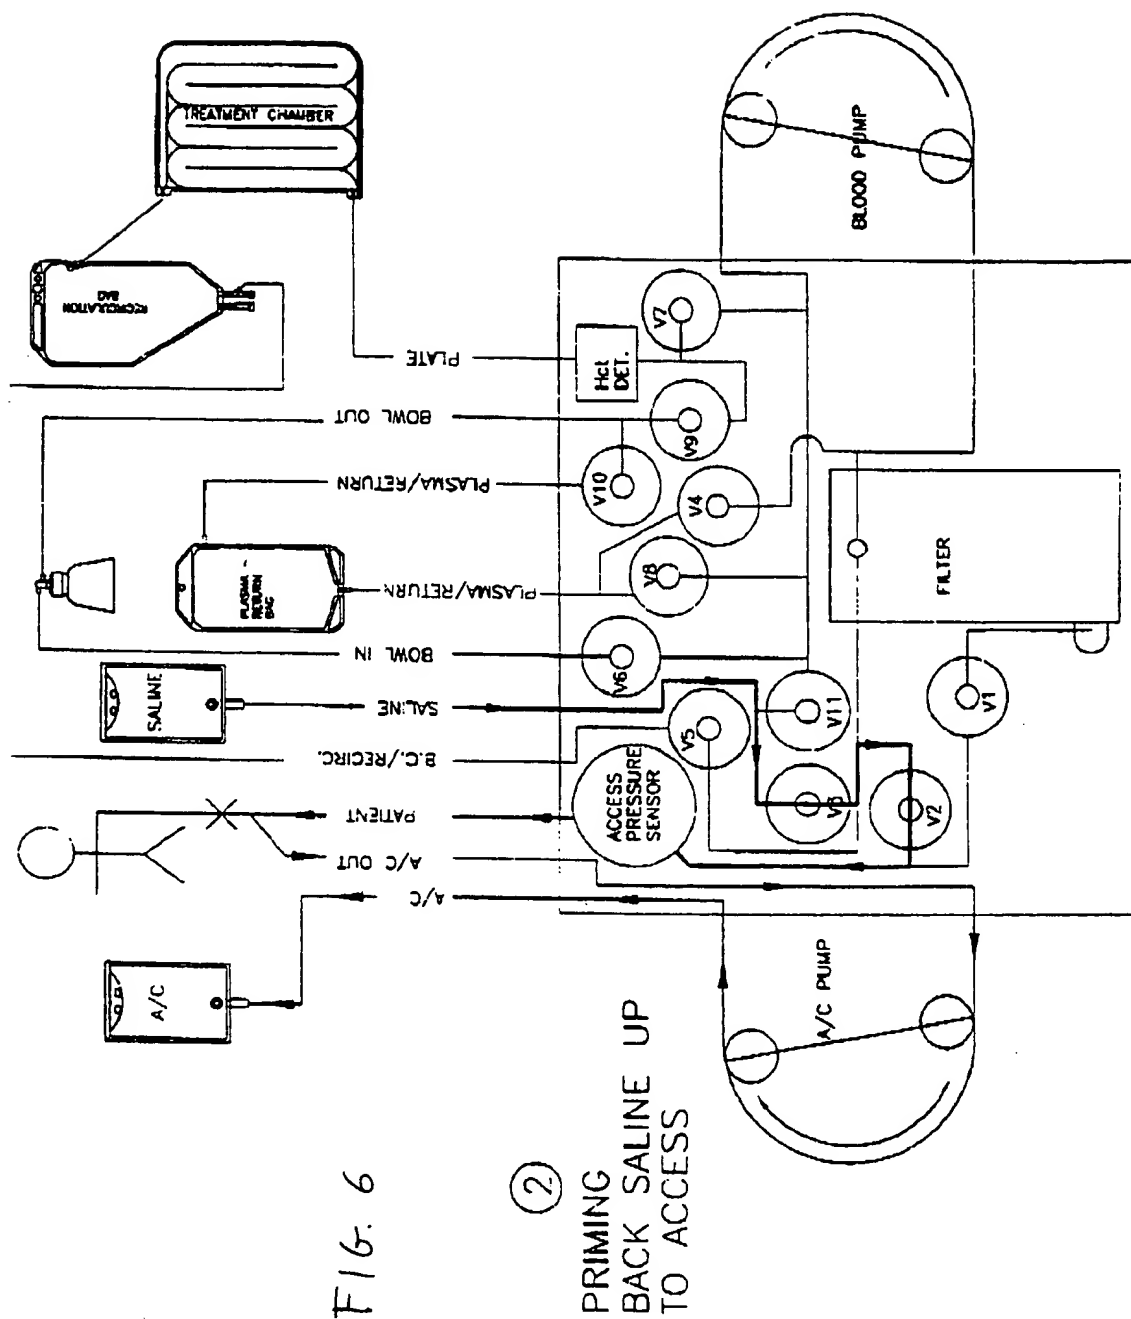 FIG. 6
2
PRIMING
BACK SALINE UP
TO ACCESS
A/C
SALINE
PLASMA
RETURN
BAG
RECIRCULATION
BAG
TREATMENT CHAMBER
A/C
A/C OUT
PATIENT
B.C./RECIRC.
SALINE
BOWL IN
PLASMA/RETURN
PLASMA/RETURN
BOWL OUT
PLATE
ACCESS
PRESSURE
SENSOR
V5
V6
V8
V10
V4
V9
Hct
DET.
V7
V3
V11
V2
V1
FILTER
A/C PUMP
BLOOD PUMP